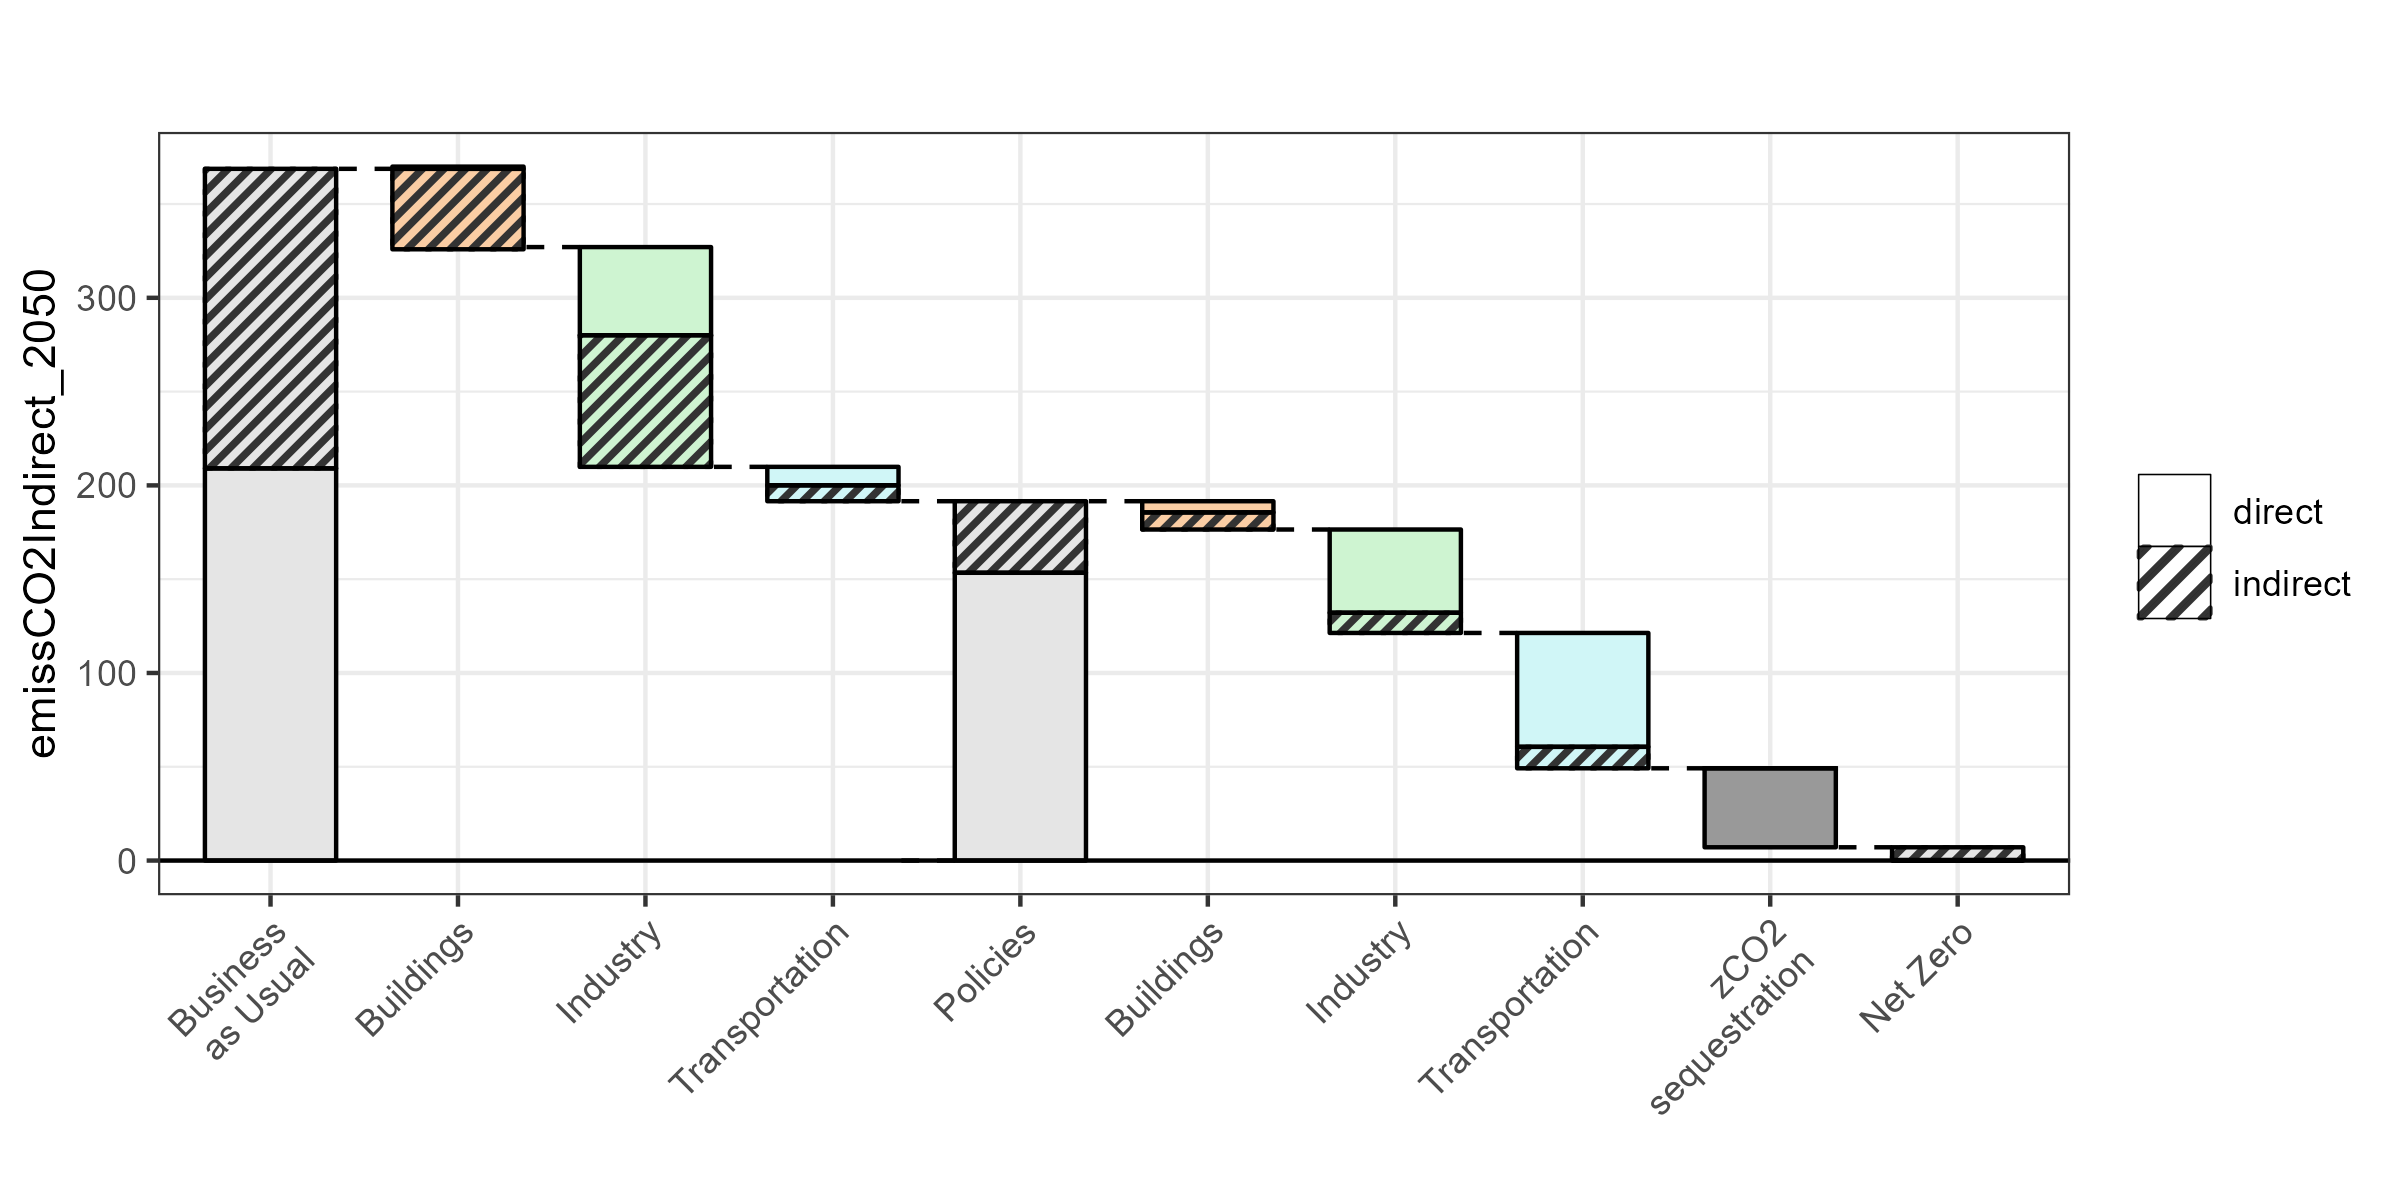 emissCO2Indirect_2050
300
200
100
0
Business
as Usual
Buildings
Industry
Transportation
Policies
Buildings
Industry
Transportation
zCO2
sequestration
Net Zero
direct
indirect